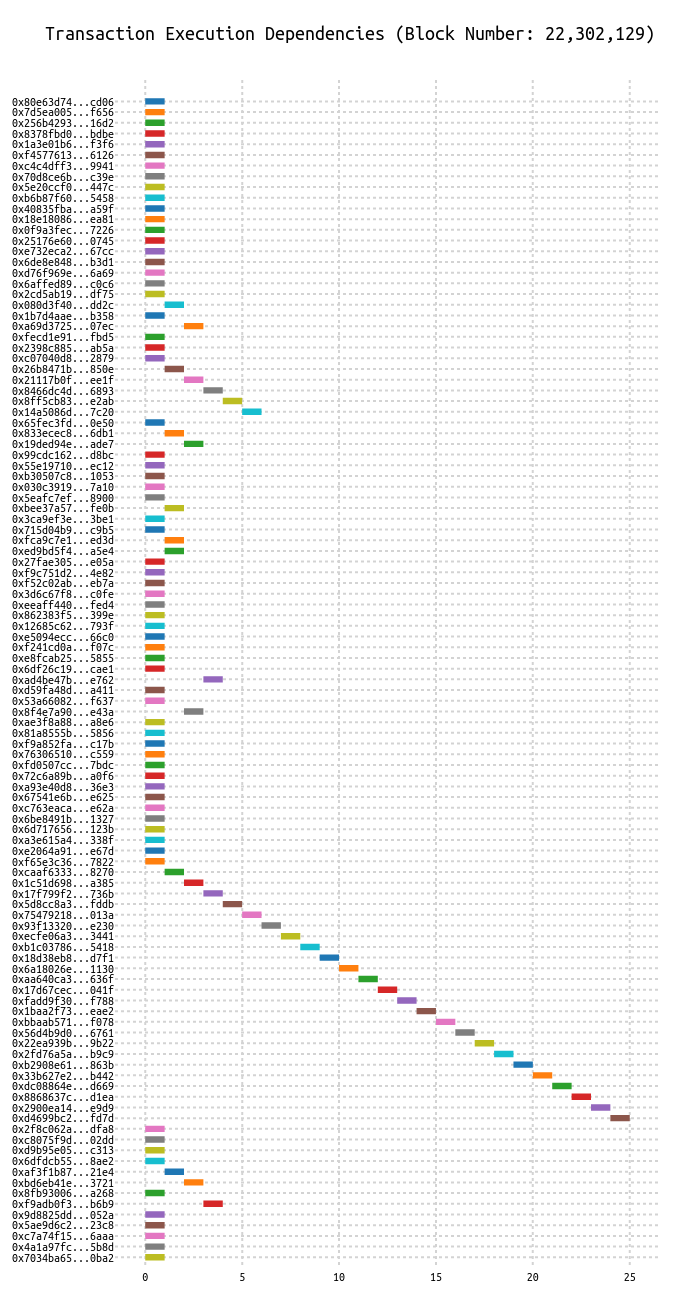 Transaction Execution Dependencies (Block Number: 22,302,129)
0x80e63d74...cd06
0x7d5ea005...f656
0x256b4293...16d2
0x8378fbd0...bdbe
0x1a3e01b6...f3f6
0xf4577613...6126
0xc4c4dff3...9941
0x70d8ce6b...c39e
0x5e20ccf0...447c
0xb6b87f60...5458
0x40835fba...a59f
0x18e18086...ea81
0x0f9a3fec...7226
0x25176e60...0745
0xe732eca2...67cc
0x6de8e848...b3d1
0xd76f969e...6a69
0x6affed89...c0c6
0x2cd5ab19...df75
0x080d3f40...dd2c
0x1b7d4aae...b358
0xa69d3725...07ec
0xfecd1e91...fbd5
0x2398c885...ab5a
0xc07040d8...2879
0x26b8471b...850e
0x21117b0f...ee1f
0x8466dc4d...6893
0x8ff5cb83...e2ab
0x14a5086d...7c20
0x65fec3fd...0e50
0x833ecec8...6db1
0x19ded94e...ade7
0x99cdc162...d8bc
0x55e19710...ec12
0xb30507c8...1053
0x030c3919...7a10
0x5eafc7ef...8900
0xbee37a57...fe0b
0x3ca9ef3e...3be1
0x715d04b9...c9b5
0xfca9c7e1...ed3d
0xed9bd5f4...a5e4
0x27fae305...e05a
0xf9c751d2...4e82
0xf52c02ab...eb7a
0x3d6c67f8...c0fe
0xeeaff440...fed4
0x862383f5...399e
0x12685c62...793f
0xe5094ecc...66c0
0xf241cd0a...f07c
0xe8fcab25...5855
0x6df26c19...cae1
0xad4be47b...e762
0xd59fa48d...a411
0x53a66082...f637
0x8f4e7a90...e43a
0xae3f8a88...a8e6
0x81a8555b...5856
0xf9a852fa...c17b
0x76306510...c559
0xfd0507cc...7bdc
0x72c6a89b...a0f6
0xa93e40d8...36e3
0x67541e6b...e625
0xc763eaca...e62a
0x6be8491b...1327
0x6d717656...123b
0xa3e615a4...338f
0xe2064a91...e67d
0xf65e3c36...7822
0xcaaf6333...8270
0x1c51d698...a385
0x17f799f2...736b
0x5d8cc8a3...fddb
0x75479218...013a
0x93f13320...e230
0xecfe06a3...3441
0xb1c03786...5418
0x18d38eb8...d7f1
0x6a18026e...1130
0xaa640ca3...636f
0x17d67cec...041f
0xfadd9f30...f788
0x1baa2f73...eae2
0xbbaab571...f078
0x56d4b9d0...6761
0x22ea939b...9b22
0x2fd76a5a...b9c9
0xb2908e61...863b
0x33b627e2...b442
0xdc08864e...d669
0x8868637c...d1ea
0x2900ea14...e9d9
0xd4699bc2...fd7d
0x2f8c062a...dfa8
0xc8075f9d...02dd
0xd9b95e05...c313
0x6dfdcb55...8ae2
0xaf3f1b87...21e4
0xbd6eb41e...3721
0x8fb93006...a268
0xf9adb0f3...b6b9
0x9d8825dd...052a
0x5ae9d6c2...23c8
0xc7a74f15...6aaa
0x4a1a97fc...5b8d
0x7034ba65...0ba2
0 5 10 15 20 25